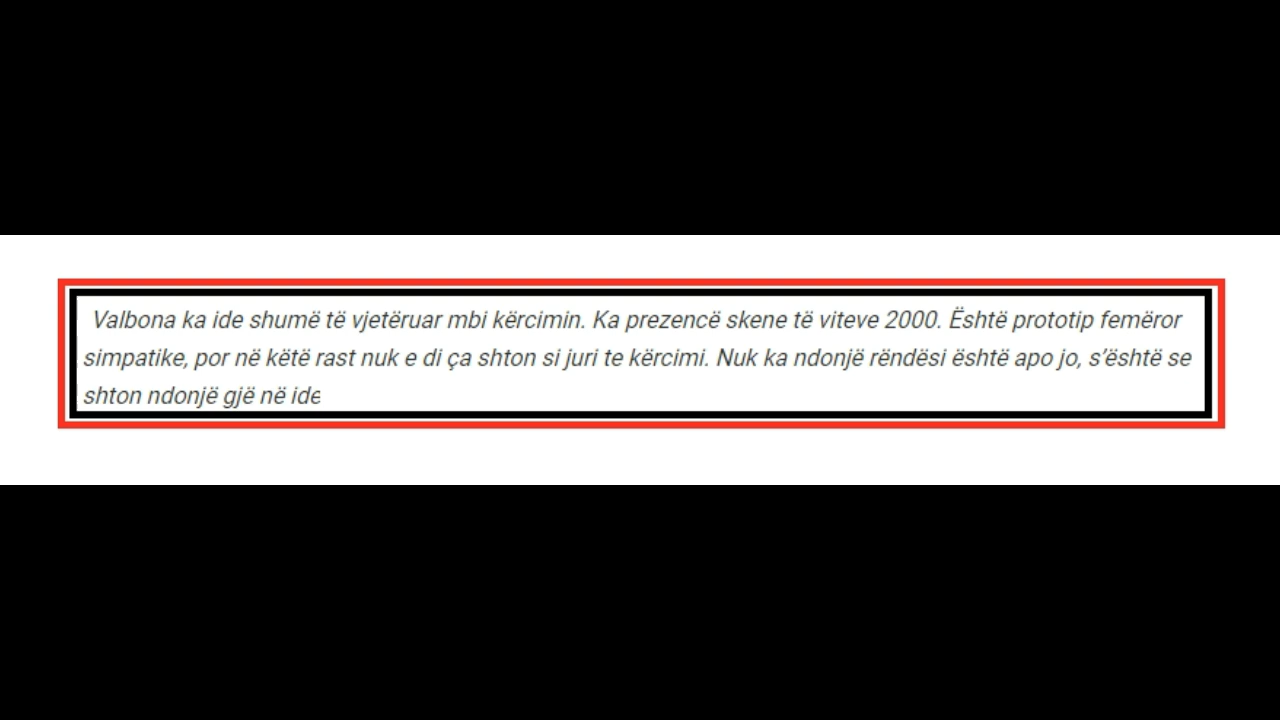 Valbona ka ide shumë të vjetëruar mbi kërcimin. Ka prezencë skene të viteve 2000. Është prototip femëror
simpatike, por në këtë rast nuk e di ça shton si juri te kërcimi. Nuk ka ndonjë rëndësi është apo jo, s’është se
shton ndonjë gjë në ide